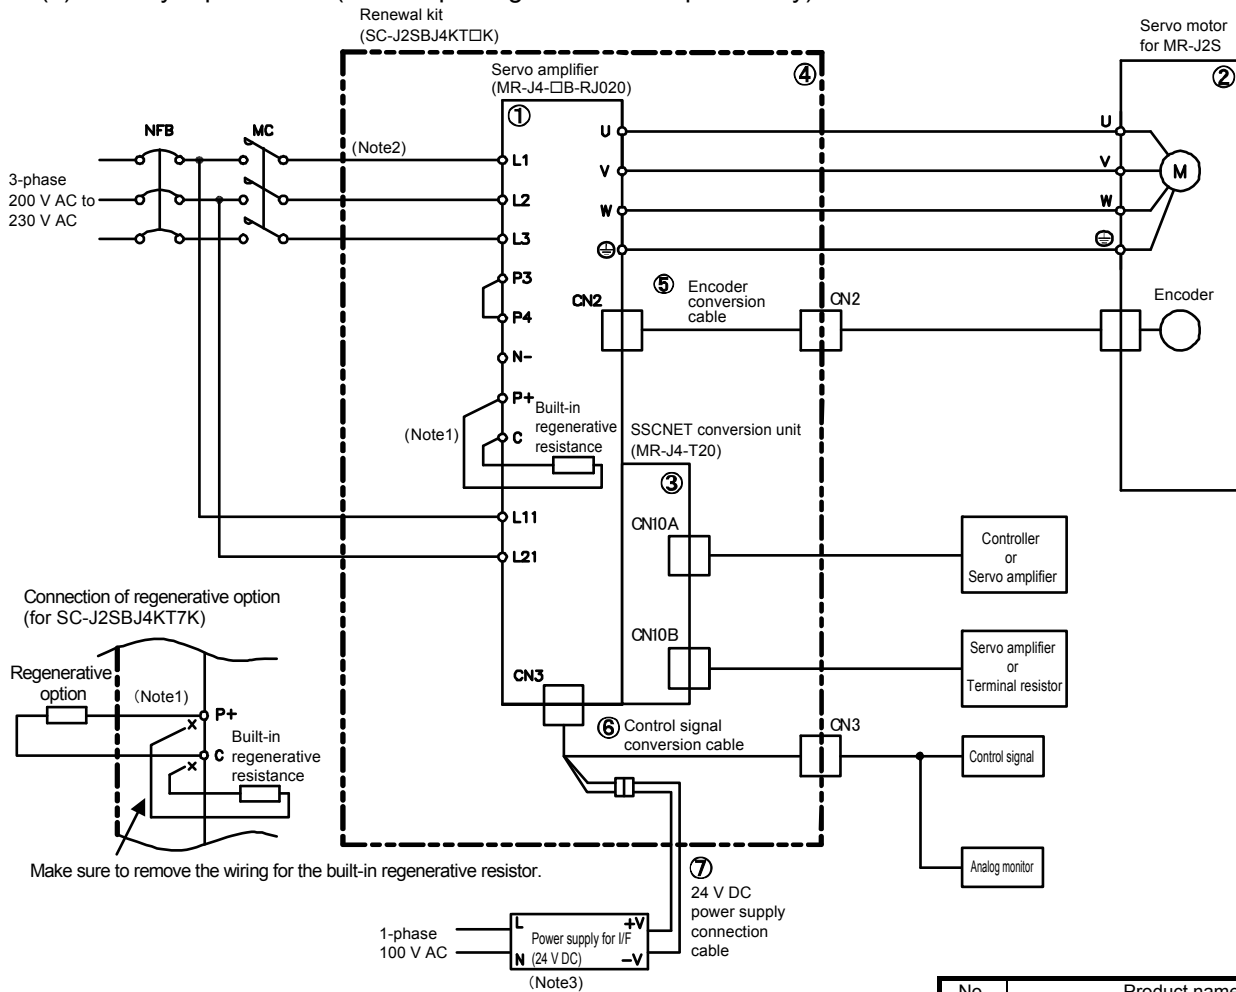 Renewal kit
(SC-J2SBJ4KT□K)
Servo motor
for MR-J2S
④
②
Servo amplifier
(MR-J4-□B-RJ020)
①
NFB
MC
(Note2)
3-phase
200 V AC to
230 V AC
L1
L2
L3
U
V
W
U
V
W
M
P3
P4
N-
P+
C
(Note1)
Built-in
regenerative
resistance
CN2
⑤ Encoder
conversion
cable
CN2
Encoder
SSCNET conversion unit
(MR-J4-T20)
③
CN10A
Controller
or
Servo amplifier
CN10B
Servo amplifier
or
Terminal resistor
L11
L21
CN3
⑥ Control signal
conversion cable
CN3
Control signal
Analog monitor
Connection of regenerative option
(for SC-J2SBJ4KT7K)
Regenerative
option
(Note1)
P+
C
Built-in
regenerative
resistance
Make sure to remove the wiring for the built-in regenerative resistor.
⑦
24 V DC
power supply
connection
cable
1-phase
100 V AC
L
N
Power supply for I/F
(24 V DC)
+V
-V
(Note3)
No.
Product name